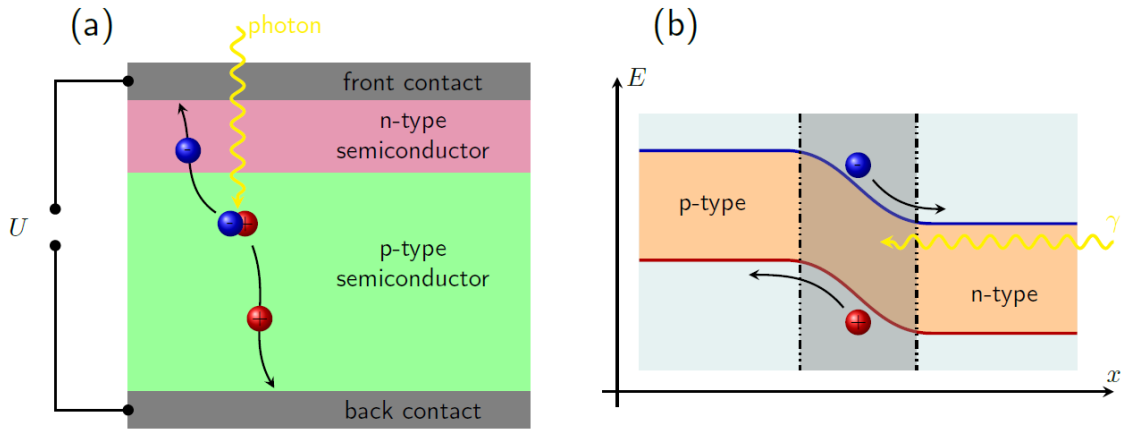 (a)
photon
front contact
n-type
semiconductor
-
- +
U
p-type
semiconductor
+
back contact
(b)
E
-
p-type
γ
n-type
+
x